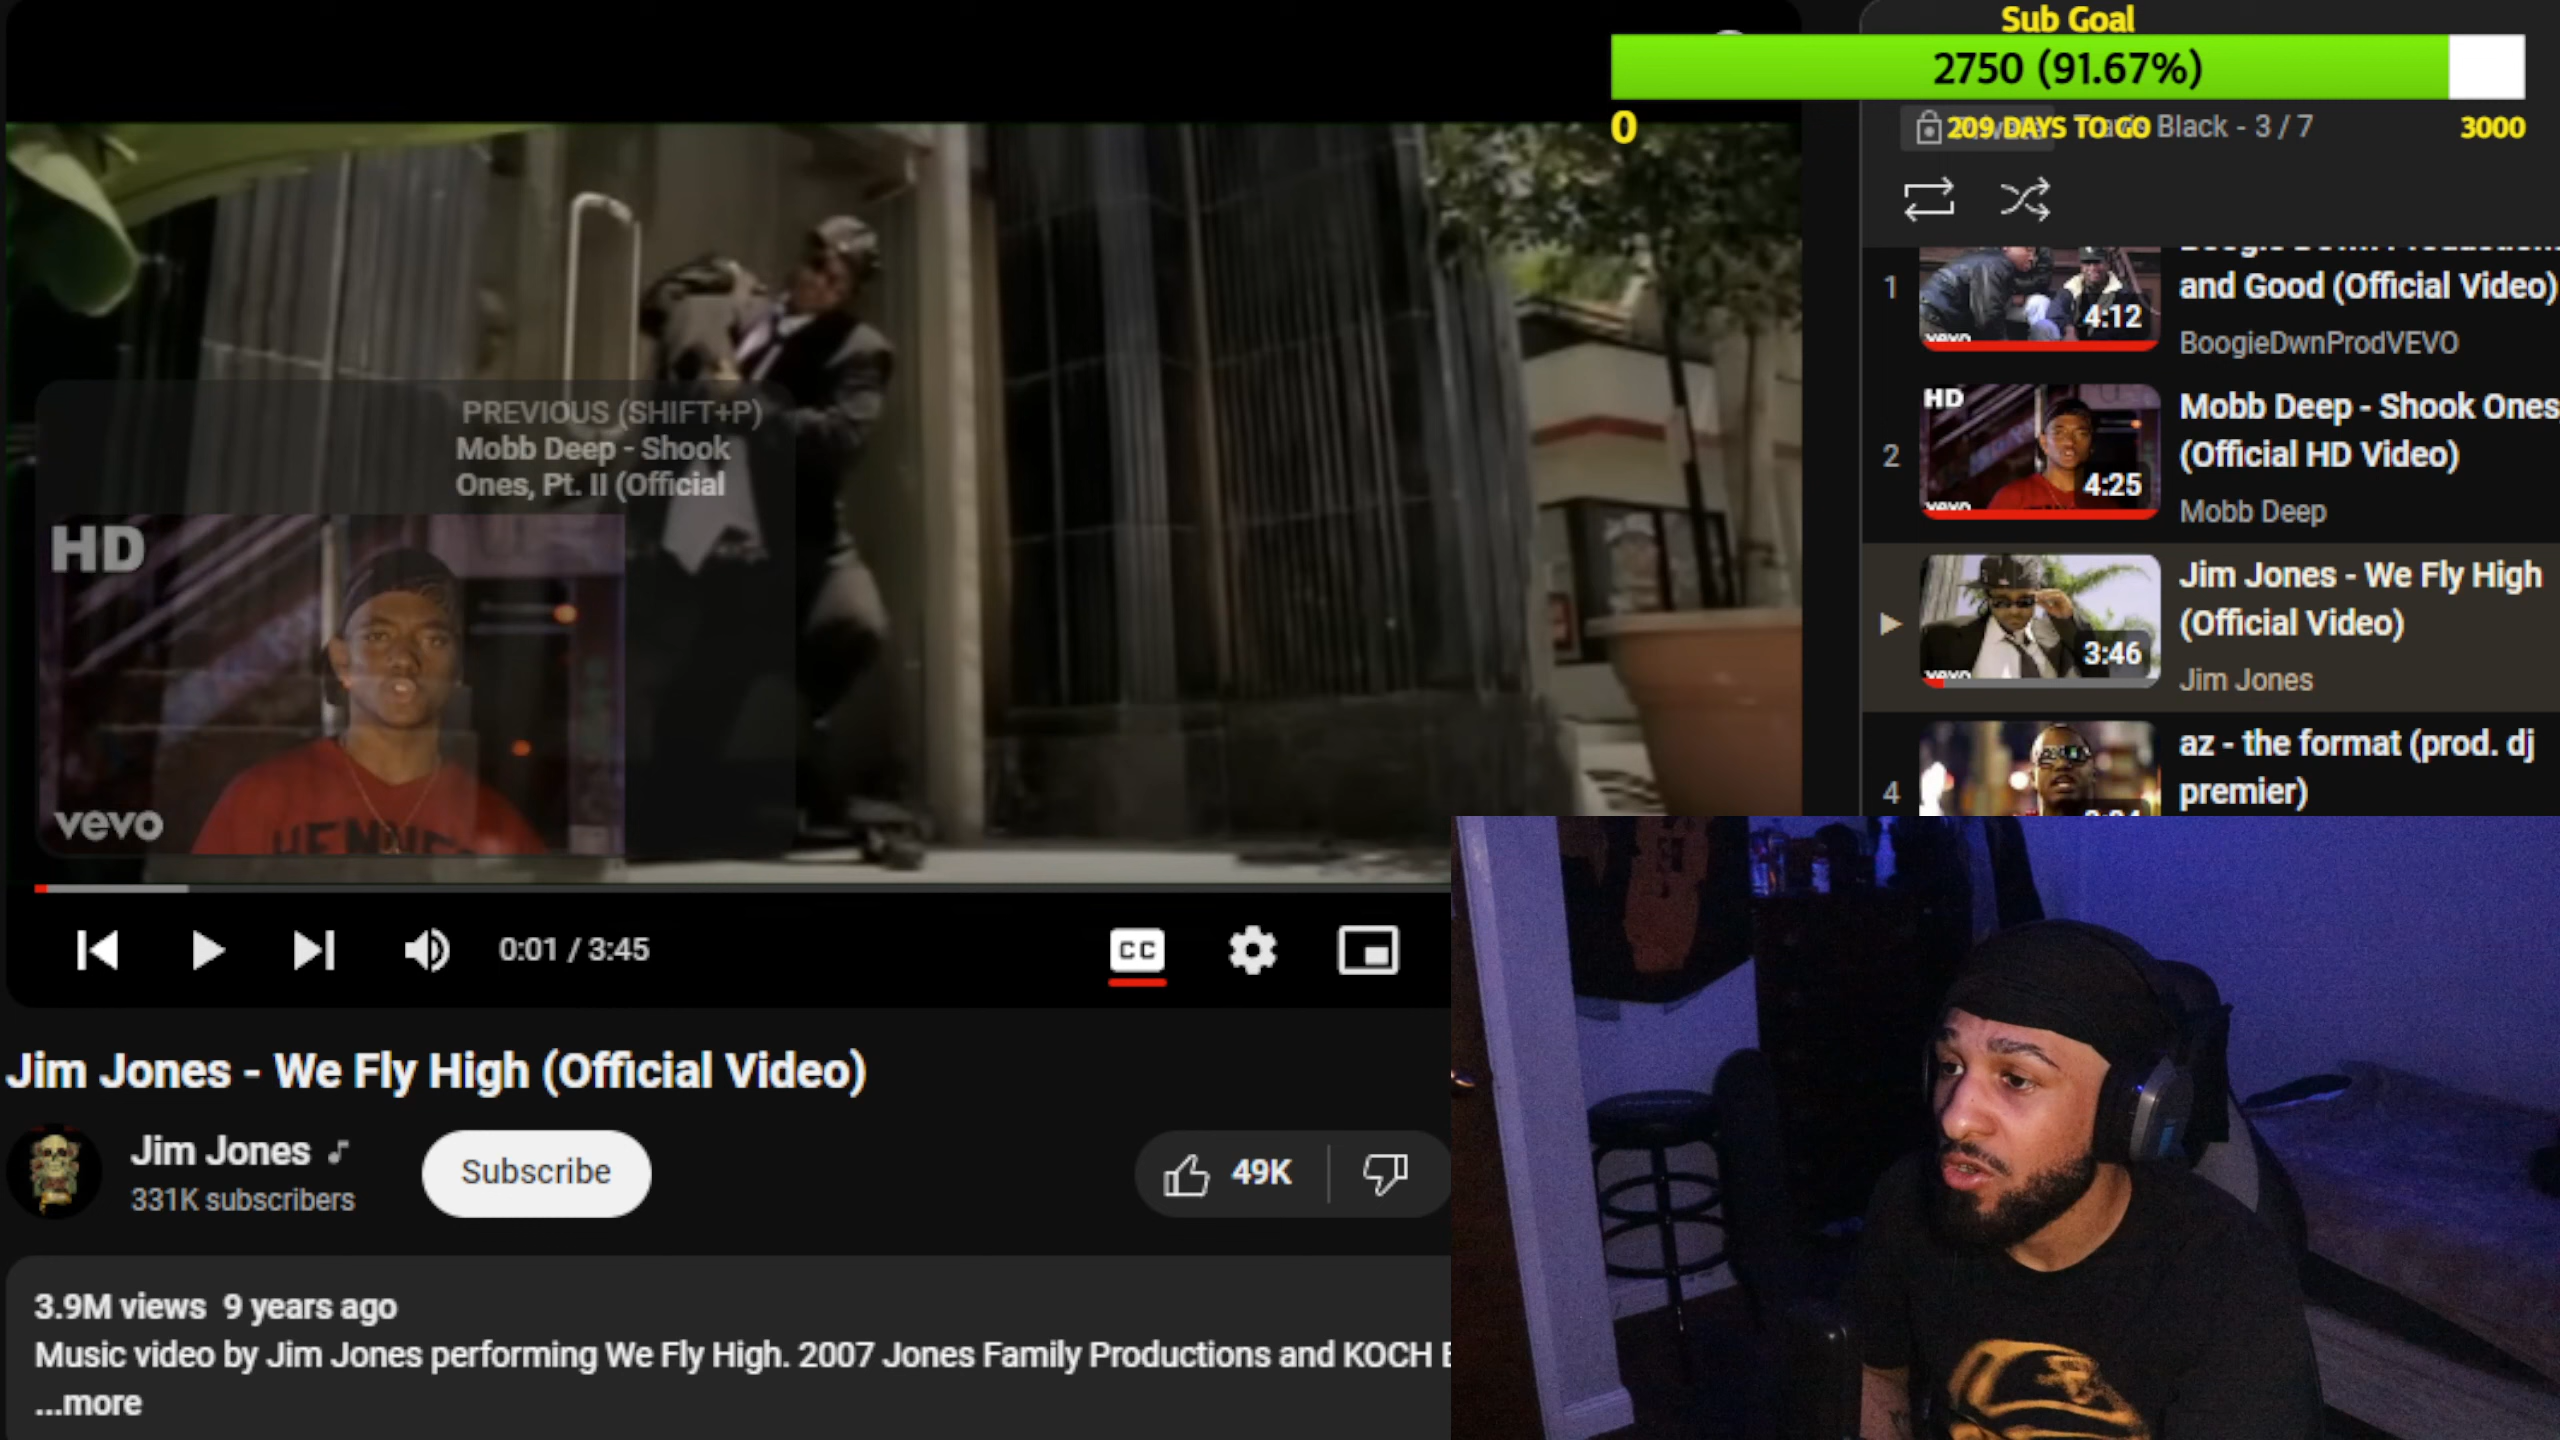 Sub Goal
2750 (91.67%)
0
209 DAYS TO GO
3000
Black - 3 / 7
1
and Good (Official Video)
4:12
BoogieDwnProdVEVO
HD
vevo
2
Mobb Deep - Shook Ones,
(Official HD Video)
4:25
Mobb Deep
vevo
Jim Jones - We Fly High
(Official Video)
3:46
Jim Jones
vevo
4
az - the format (prod. dj
premier)
PREVIOUS (SHIFT+P)
Mobb Deep - Shook
Ones, Pt. II (Official
HD
HENNE
vevo
0:01 / 3:45
CC
Jim Jones - We Fly High (Official Video)
Jim Jones
331K subscribers
Subscribe
49K
3.9M views 9 years ago
Music video by Jim Jones performing We Fly High. 2007 Jones Family Productions and KOCH E
...more